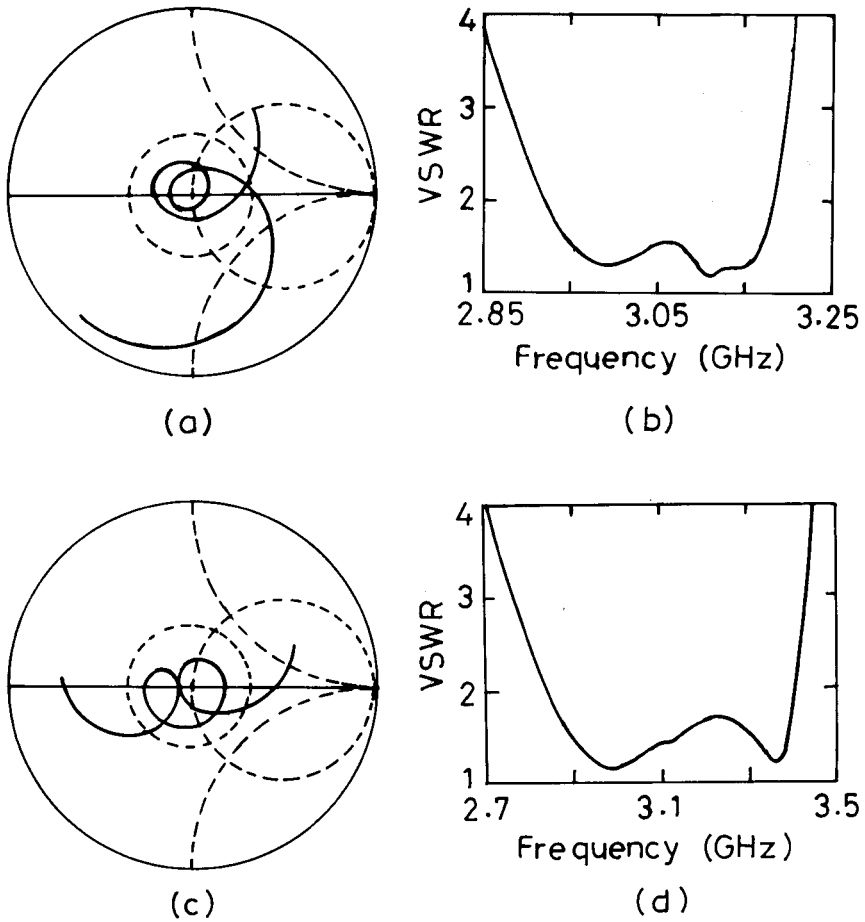 4
3
2
1
VSWR
2.85
3.05
3.25
Frequency (GHz)
(a)
(b)
4
3
2
1
VSWR
2.7
3.1
3.5
Frequency (GHz)
(c)
(d)